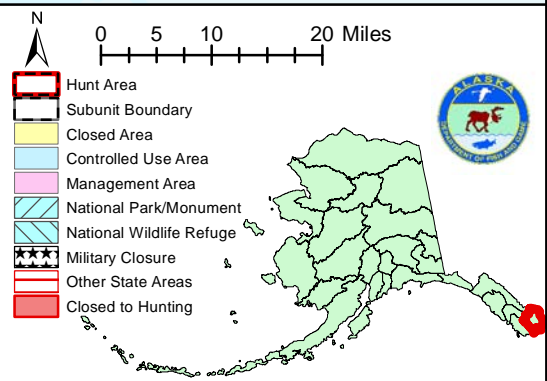 N
0 5 10 20 Miles
Hunt Area
Subunit Boundary
Closed Area
Controlled Use Area
Management Area
National Park/Monument
National Wildlife Refuge
Military Closure
Other State Areas
Closed to Hunting
ALASKA
DEPARTMENT OF FISH AND GAME